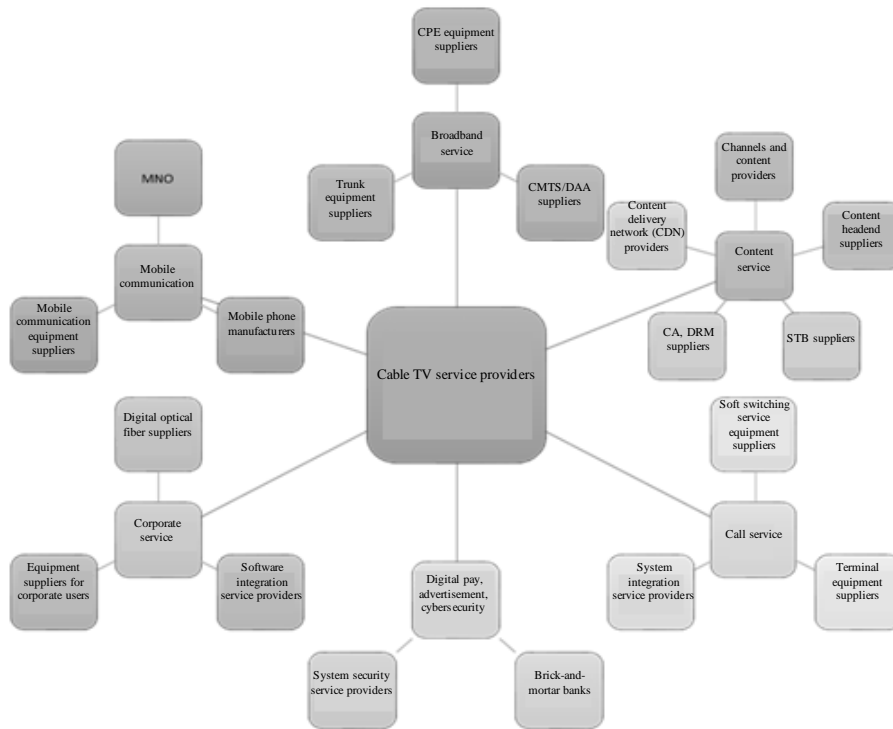 CPE equipment
suppliers
Broadband
service
Trunk
equipment
suppliers
CMTS/DAA
suppliers
Channels and
content
providers
Content
delivery
network (CDN)
providers
Content
headend
suppliers
Content
service
CA, DRM
suppliers
STB suppliers
MNO
Mobile
communication
Mobile
communication
equipment
suppliers
Mobile phone
manufacturers
Cable TV service providers
Digital optical
fiber suppliers
Corporate
service
Equipment
suppliers for
corporate users
Software
integration
service providers
Digital pay,
advertisement,
cybersecurity
System security
service providers
Brick-and-
mortar banks
Soft switching
service
equipment
suppliers
Call service
System
integration
service providers
Terminal
equipment
suppliers